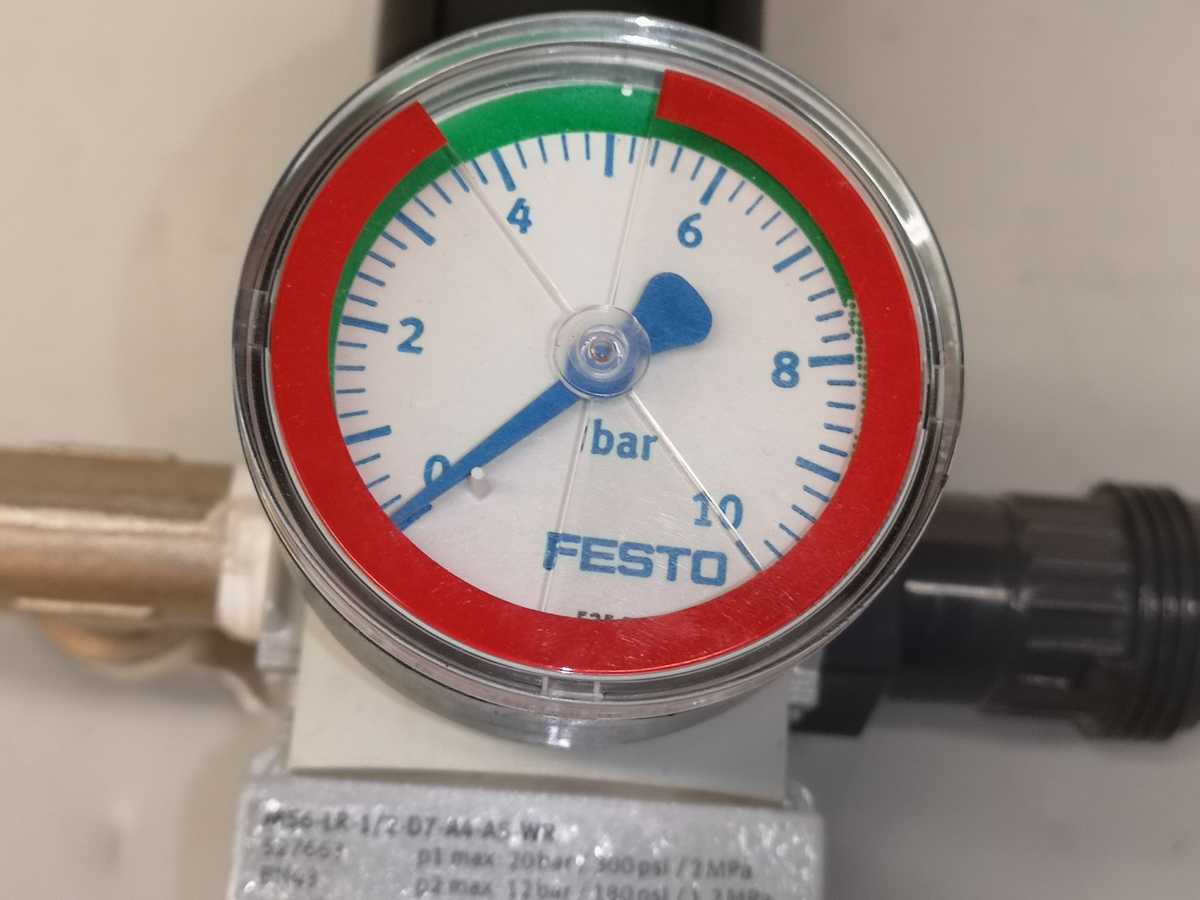 4
6
2
8
0
bar
10
FESTO
MS6-LR-1/2-D7-A4-AS-WR
527663
p1 max 20bar / 300psi / 2MPa
p2 max 12bar / 180psi /